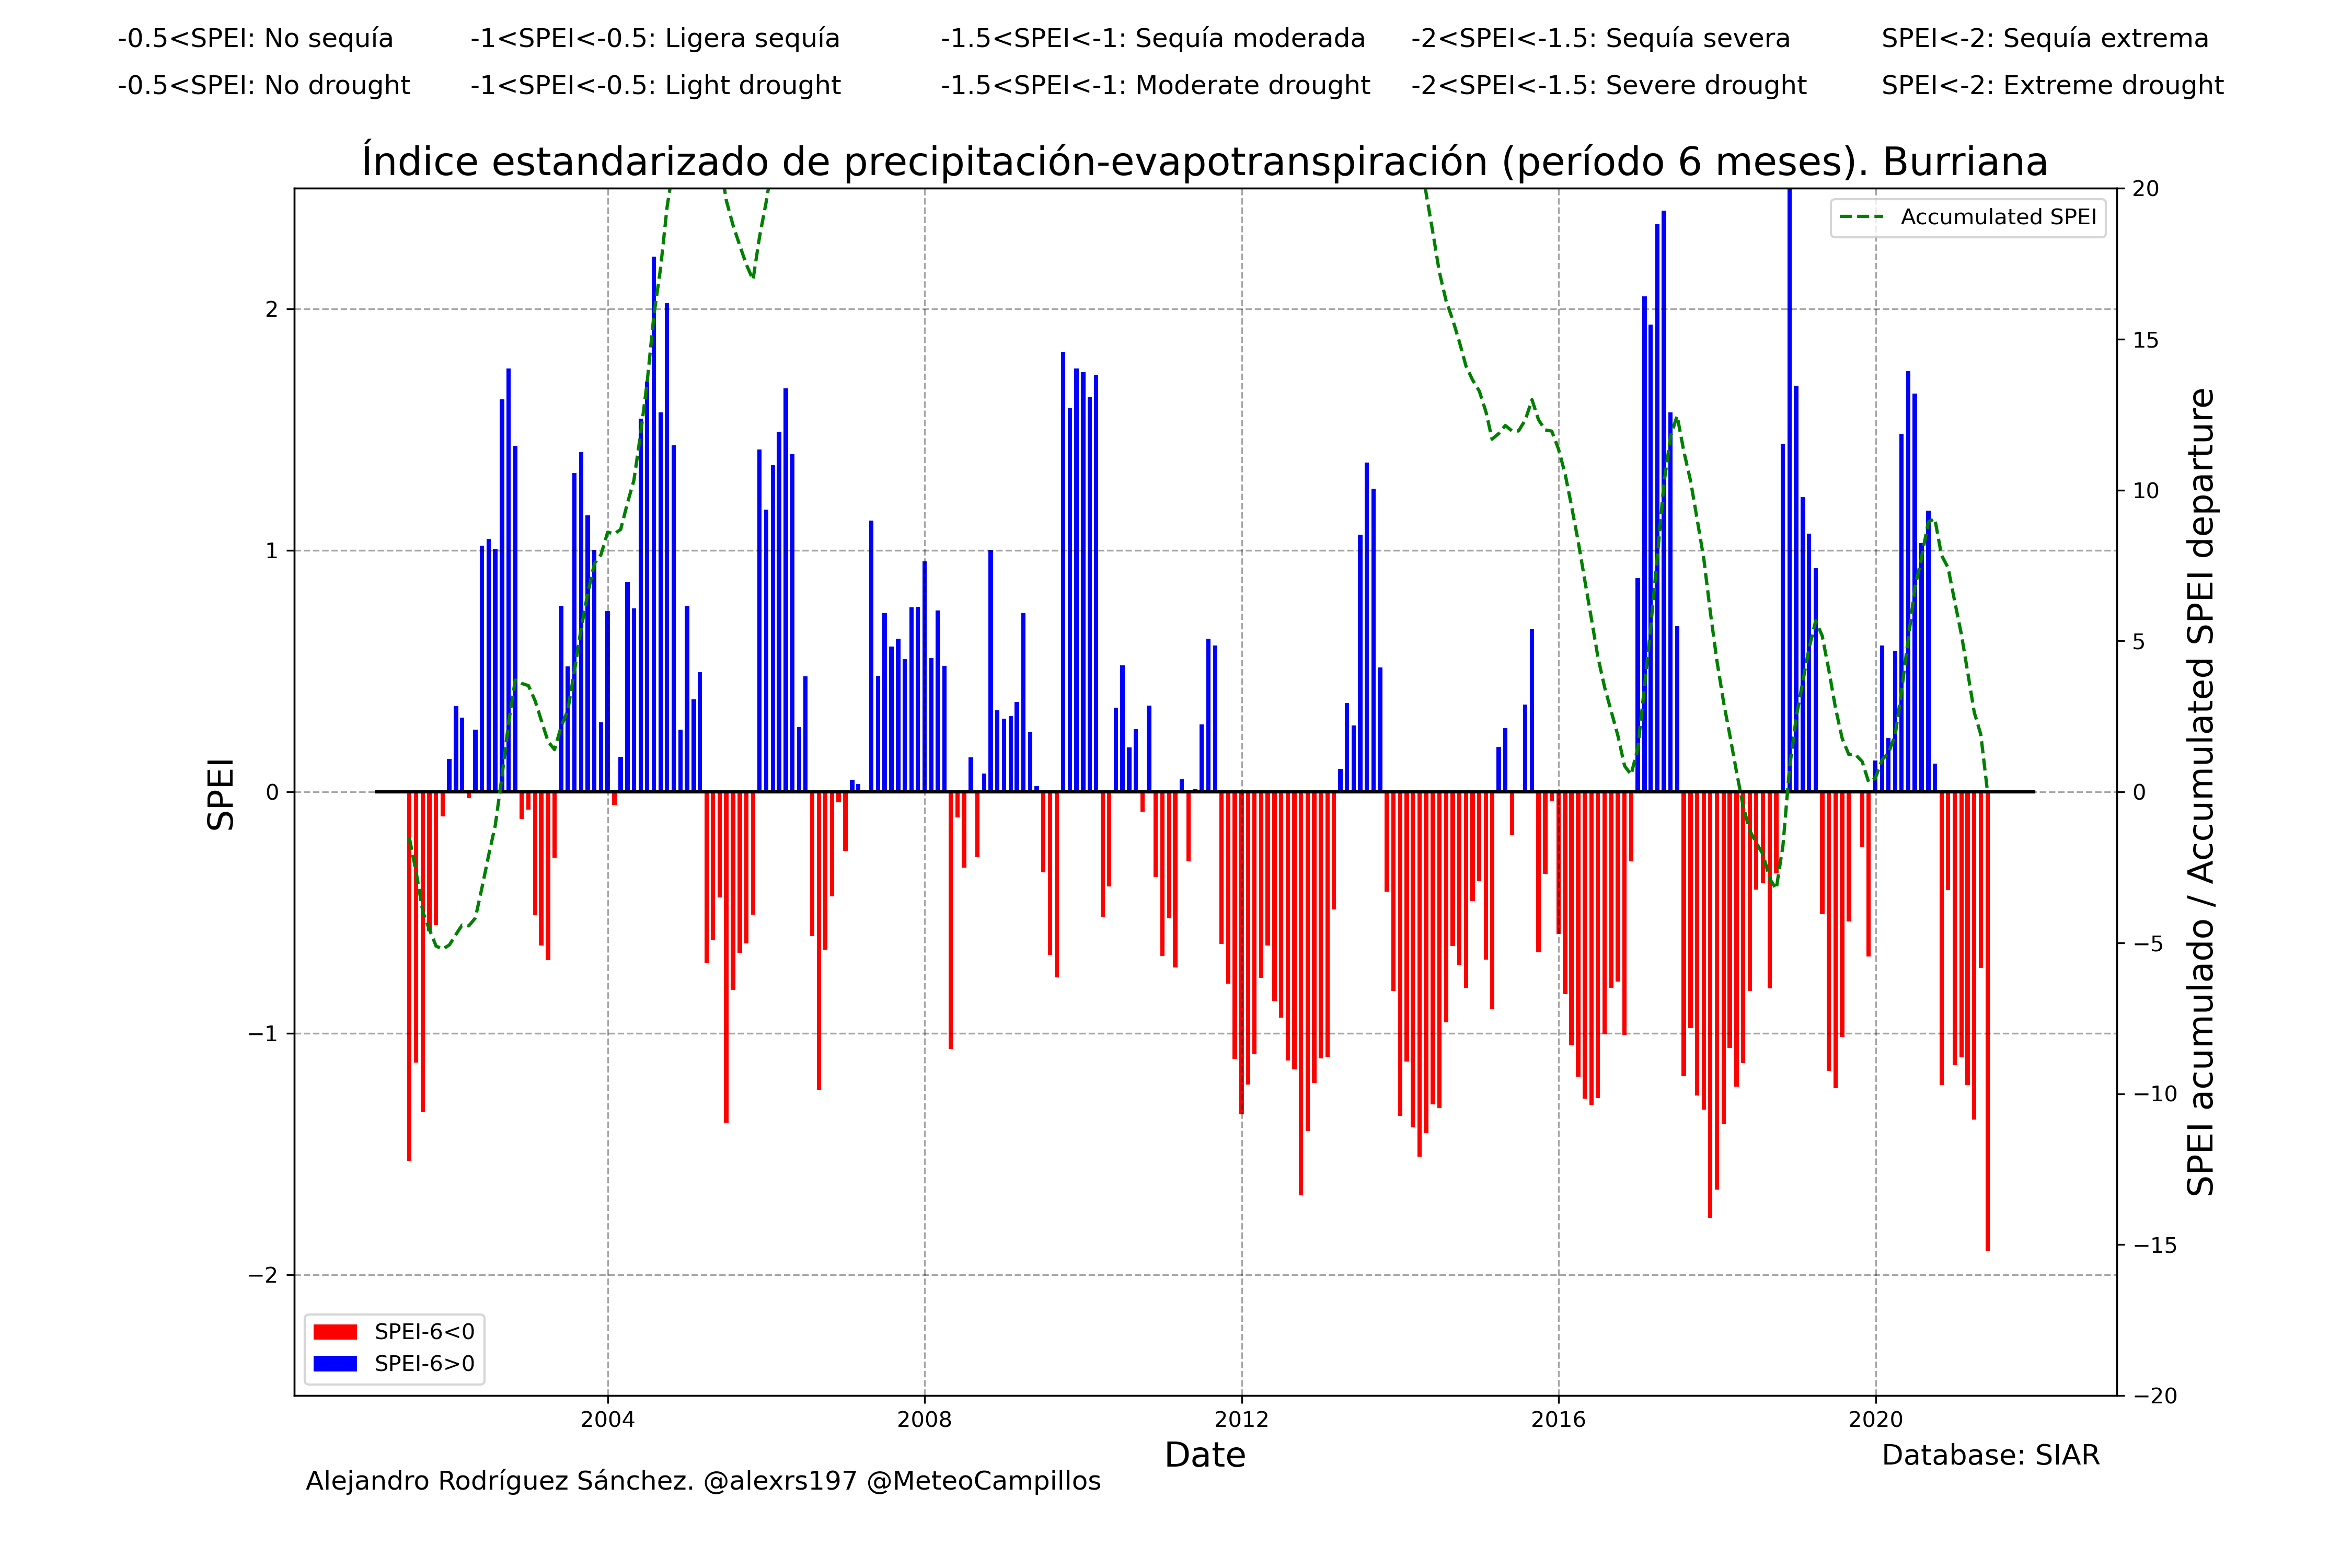 -0.5<SPEI: No sequía -1<SPEI<-0.5: Ligera sequía -1.5<SPEI<-1: Sequía moderada -2<SPEI<-1.5: Sequía severa SPEI<-2: Sequía extrema
-0.5<SPEI: No drought -1<SPEI<-0.5: Light drought -1.5<SPEI<-1: Moderate drought -2<SPEI<-1.5: Severe drought SPEI<-2: Extreme drought
Índice estandarizado de precipitación-evapotranspiración (período 6 meses). Burriana
Accumulated SPEI
SPEI
2
1
0
−1
−2
20
15
10
5
0
−5
−10
−15
−20
SPEI acumulado / Accumulated SPEI departure
SPEI-6<0
SPEI-6>0
2004 2008 2012 2016 2020
Date
Database: SIAR
Alejandro Rodríguez Sánchez. @alexrs197 @MeteoCampillos